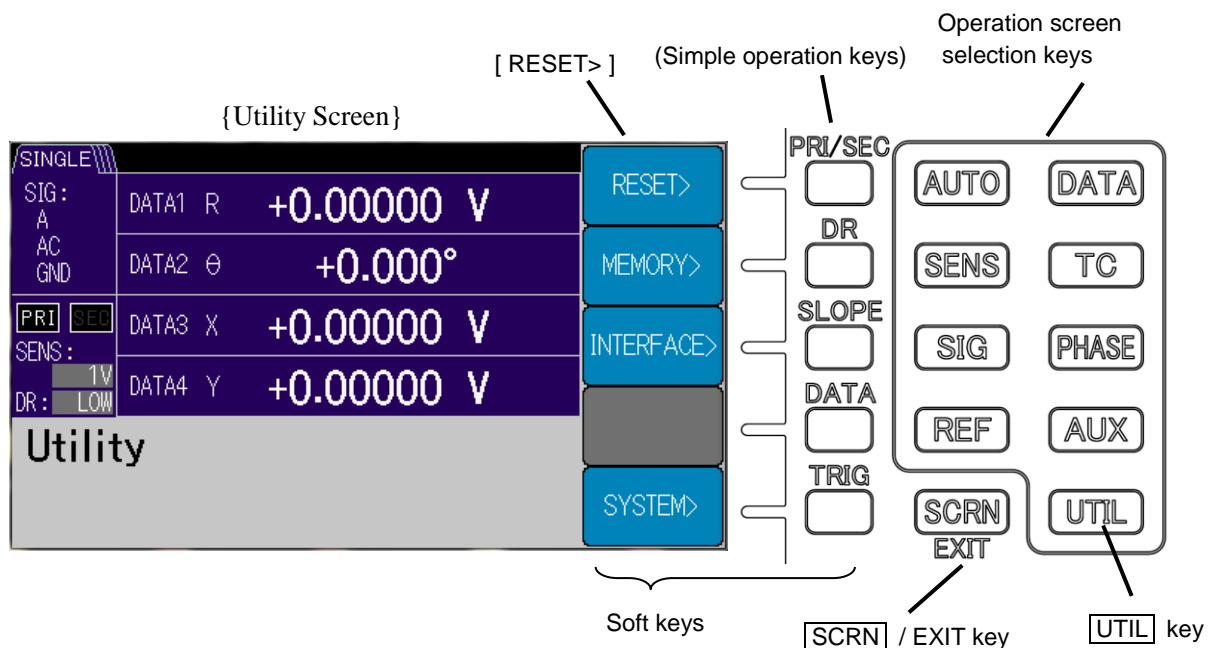 Operation screen
selection keys
(Simple operation keys)
[ RESET> ]
{Utility Screen}
SINGLE
SIG:
A
AC
GND
PRI SEC
SENS:
1V
DR: LOW
DATA1 R +0.00000 V
DATA2 θ +0.000°
DATA3 X +0.00000 V
DATA4 Y +0.00000 V
Utility
RESET>
MEMORY>
INTERFACE>
SYSTEM>
PRI/SEC
DR
SLOPE
DATA
TRIG
AUTO DATA
SENS TC
SIG PHASE
REF AUX
SCRN UTIL
EXIT
Soft keys
SCRN / EXIT key
UTIL key